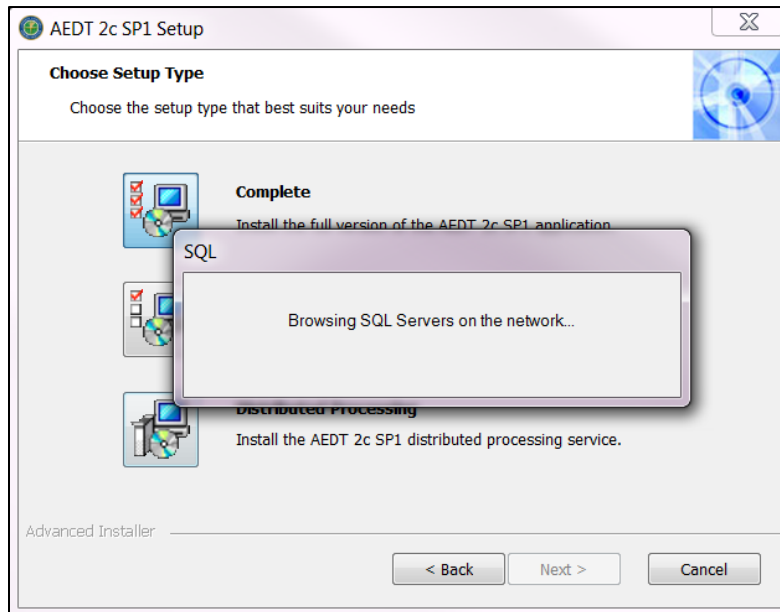 AEDT 2c SP1 Setup
Choose Setup Type
Choose the setup type that best suits your needs
Complete
Install the full version of the AEDT 2c SP1 application
SQL
Browsing SQL Servers on the network...
Distributed Processing
Install the AEDT 2c SP1 distributed processing service.
Advanced Installer
< Back
Next >
Cancel